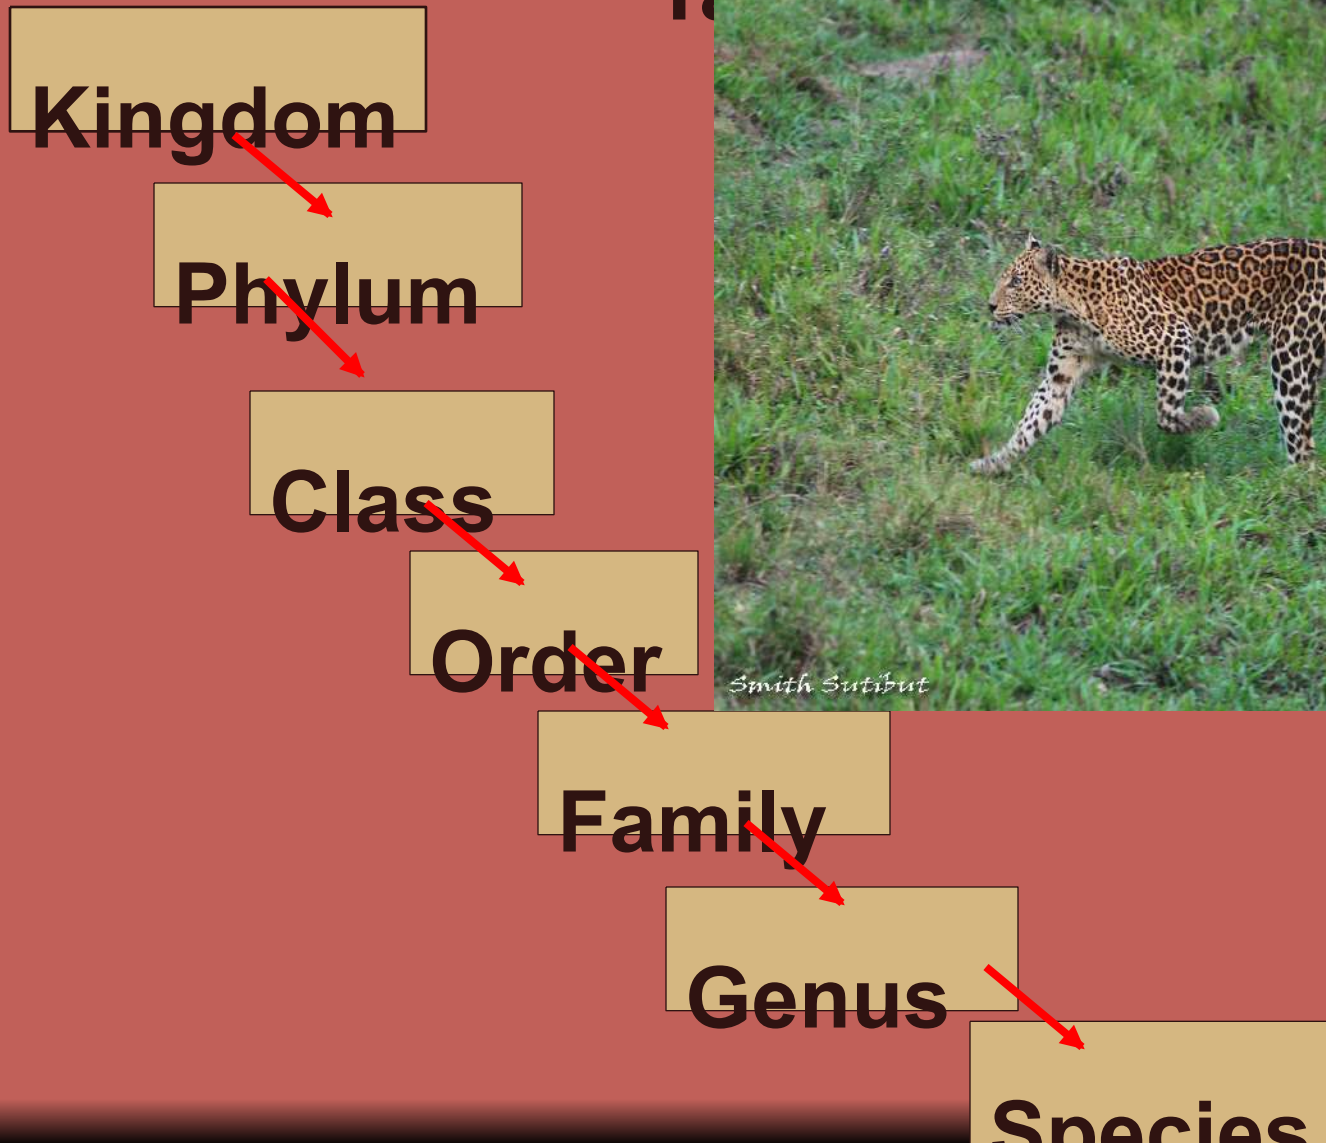 Kingdom
Phylum
Class
Order
Smith Sutibut
Family
Genus
Species